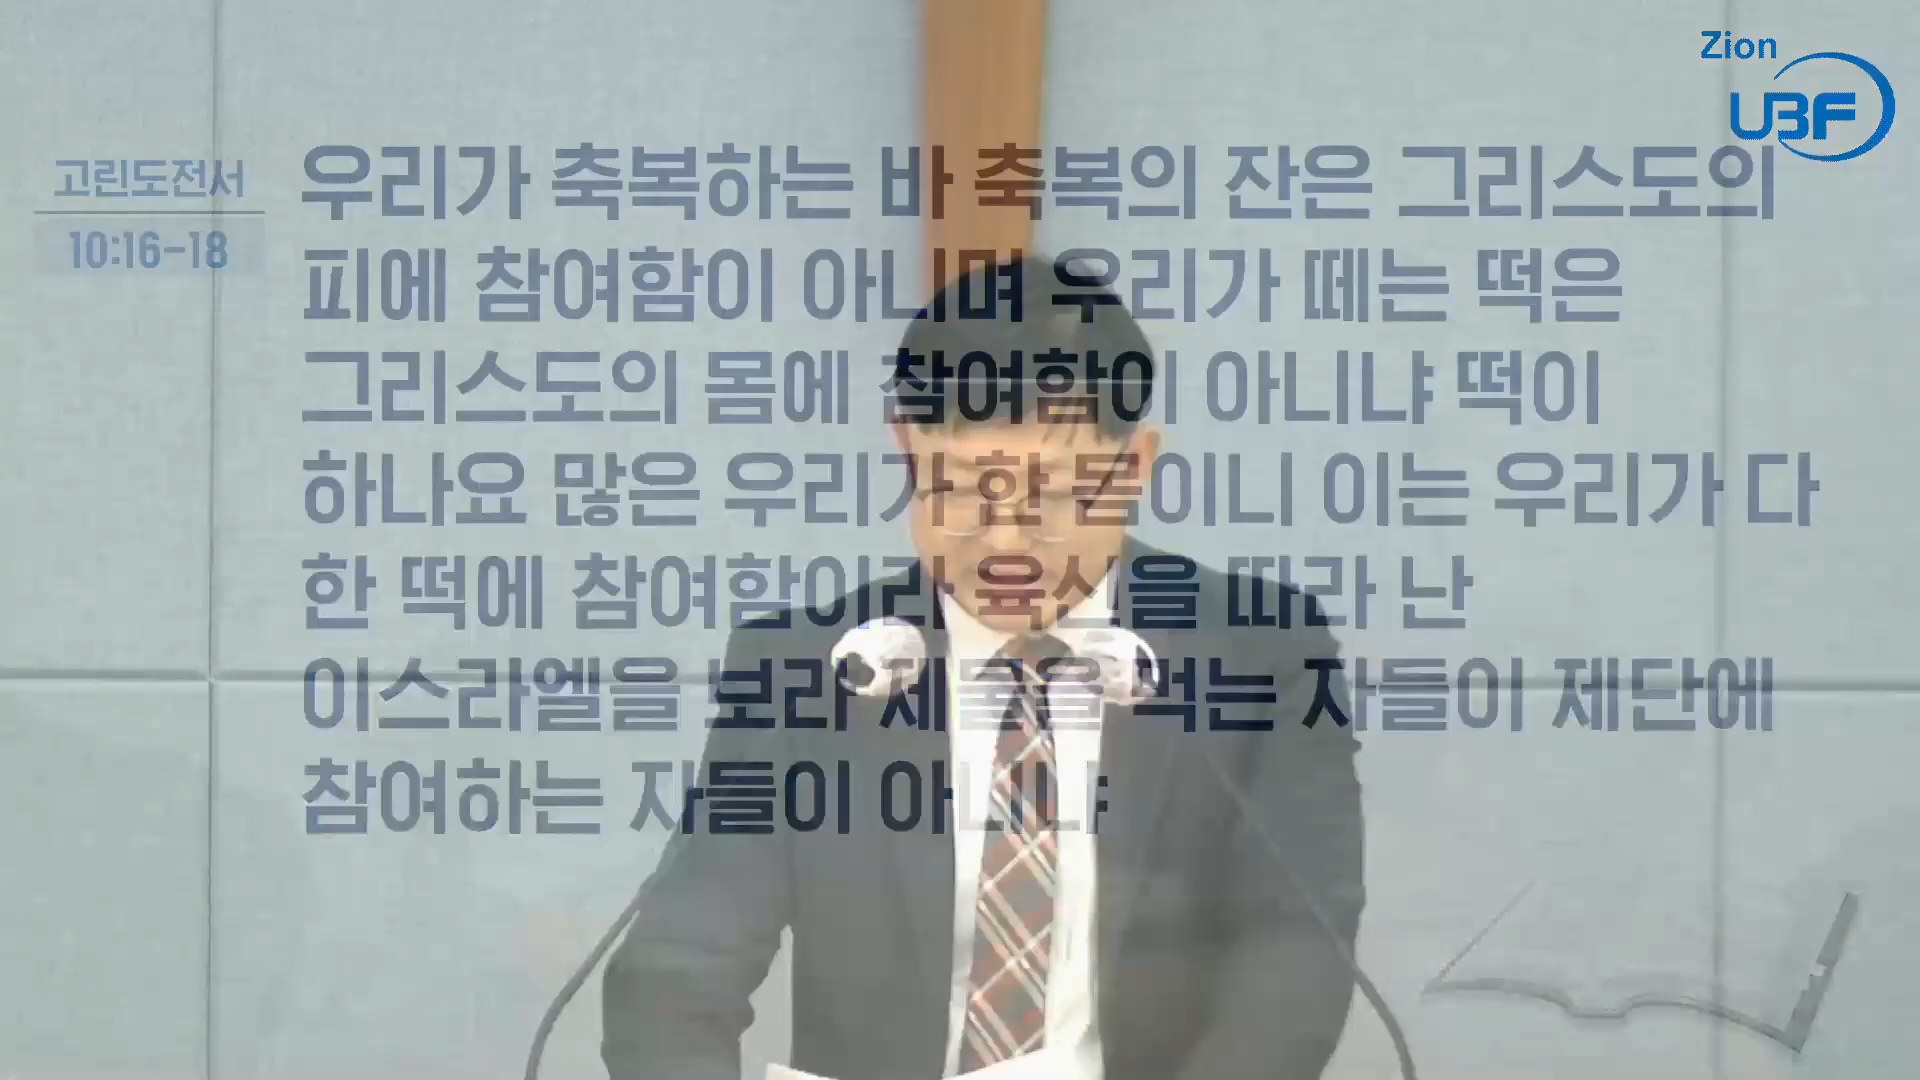 Zion
UBF
고린도전서
10:16-18
우리가 축복하는 바 축복의 잔은 그리스도의
피에 참여함이 아니며 우리가 떼는 떡은
그리스도의 몸에 참여함이 아니냐 떡이
하나요 많은 우리가 한 몸이니 이는 우리가 다
한 떡에 참여함이라 육신을 따라 난
이스라엘을 보라 제물을 먹는 자들이 제단에
참여하는 자들이 아니냐